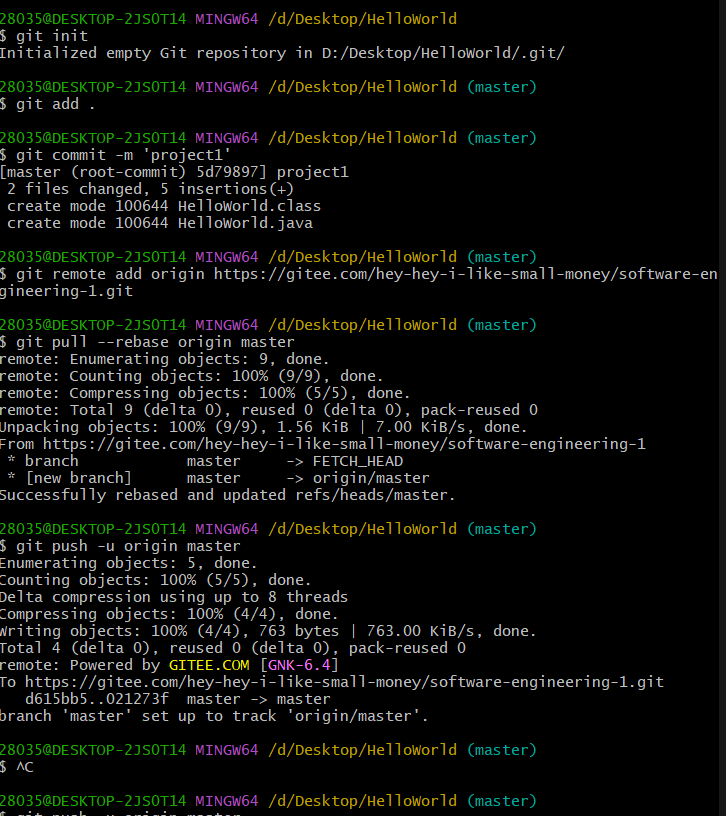 28035@DESKTOP-2JSOT14 MINGW64 /d/Desktop/HelloWorld
$ git init
Initialized empty Git repository in D:/Desktop/HelloWorld/.git/
28035@DESKTOP-2JSOT14 MINGW64 /d/Desktop/HelloWorld (master)
$ git add .
28035@DESKTOP-2JSOT14 MINGW64 /d/Desktop/HelloWorld (master)
$ git commit -m 'project1'
[master (root-commit) 5d79897] project1
 2 files changed, 5 insertions(+)
 create mode 100644 HelloWorld.class
 create mode 100644 HelloWorld.java
28035@DESKTOP-2JSOT14 MINGW64 /d/Desktop/HelloWorld (master)
$ git remote add origin https://gitee.com/hey-hey-i-like-small-money/software-en
gineering-1.git
28035@DESKTOP-2JSOT14 MINGW64 /d/Desktop/HelloWorld (master)
$ git pull --rebase origin master
remote: Enumerating objects: 9, done.
remote: Counting objects: 100% (9/9), done.
remote: Compressing objects: 100% (5/5), done.
remote: Total 9 (delta 0), reused 0 (delta 0), pack-reused 0
Unpacking objects: 100% (9/9), 1.56 KiB | 7.00 KiB/s, done.
From https://gitee.com/hey-hey-i-like-small-money/software-engineering-1
 * branch            master     -> FETCH_HEAD
 * [new branch]      master     -> origin/master
Successfully rebased and updated refs/heads/master.
28035@DESKTOP-2JSOT14 MINGW64 /d/Desktop/HelloWorld (master)
$ git push -u origin master
Enumerating objects: 5, done.
Counting objects: 100% (5/5), done.
Delta compression using up to 8 threads
Compressing objects: 100% (4/4), done.
Writing objects: 100% (4/4), 763 bytes | 763.00 KiB/s, done.
Total 4 (delta 0), reused 0 (delta 0), pack-reused 0
remote: Powered by GITEE.COM [GNK-6.4]
To https://gitee.com/hey-hey-i-like-small-money/software-engineering-1.git
   d615bb5..021273f  master -> master
branch 'master' set up to track 'origin/master'.
28035@DESKTOP-2JSOT14 MINGW64 /d/Desktop/HelloWorld (master)
$ ^C
28035@DESKTOP-2JSOT14 MINGW64 /d/Desktop/HelloWorld (master)
$ git push -u origin master